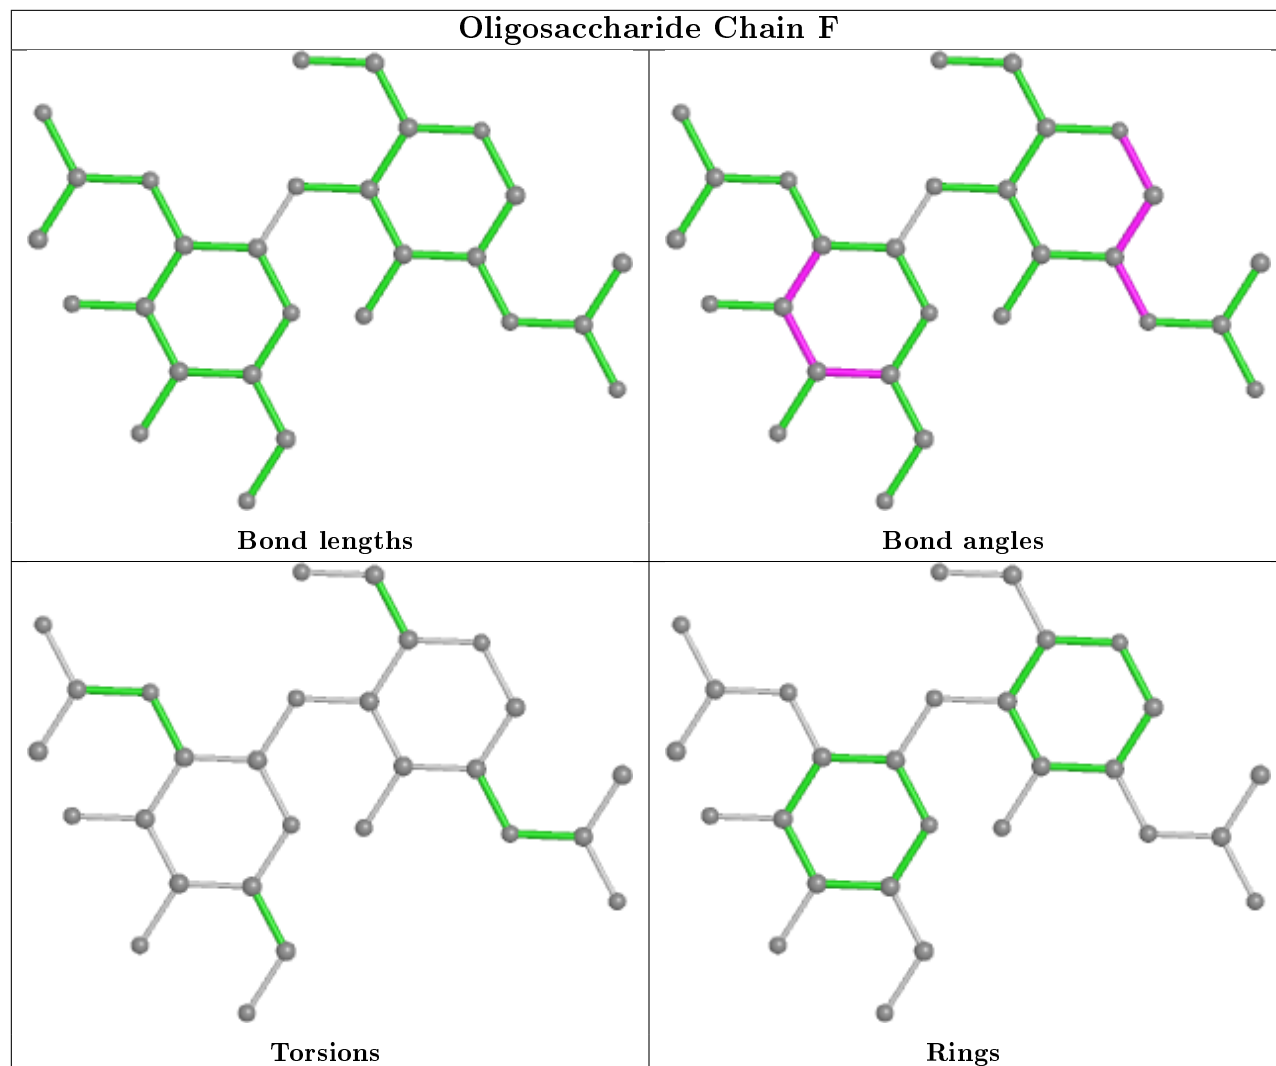 Oligosaccharide Chain F
Bond lengths
Bond angles
Torsions
Rings